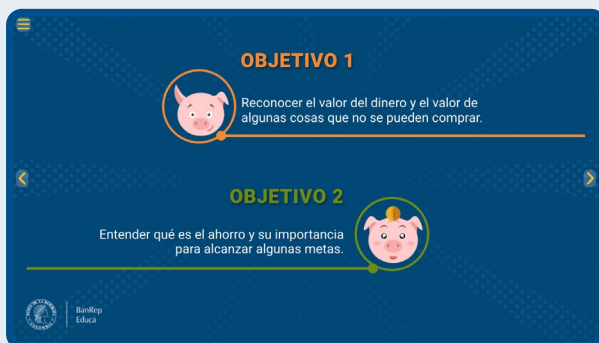 OBJETIVO 1
Reconocer el valor del dinero y el valor de
algunas cosas que no se pueden comprar.
OBJETIVO 2
Entender qué es el ahorro y su importancia
para alcanzar algunas metas.
BanRep
Educa